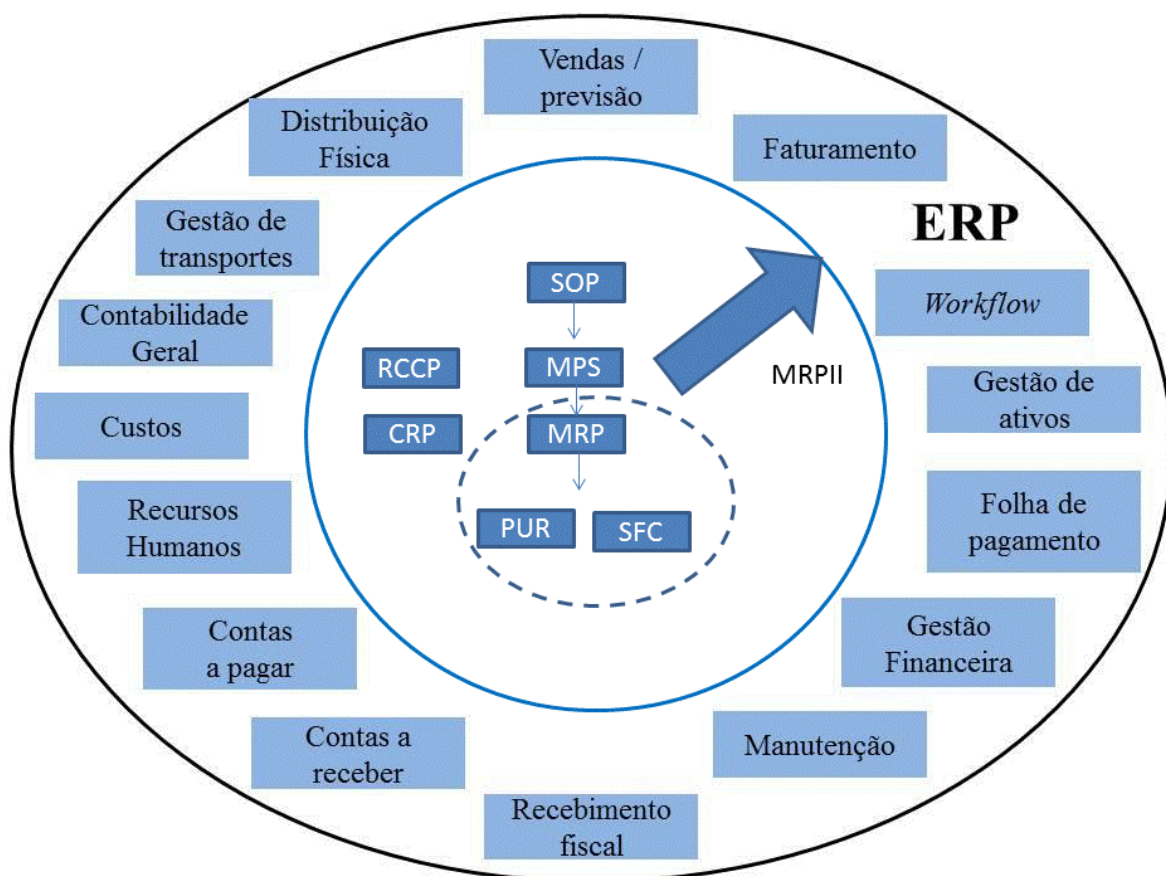 Vendas /
previsão
Distribuição
Física
Faturamento
Gestão de
transportes
ERP
SOP
Workflow
Contabilidade
Geral
RCCP
MPS
MRPII
Gestão de
ativos
Custos
CRP
MRP
Recursos
Humanos
PUR
SFC
Folha de
pagamento
Contas
a pagar
Gestão
Financeira
Contas a
receber
Manutenção
Recebimento
fiscal